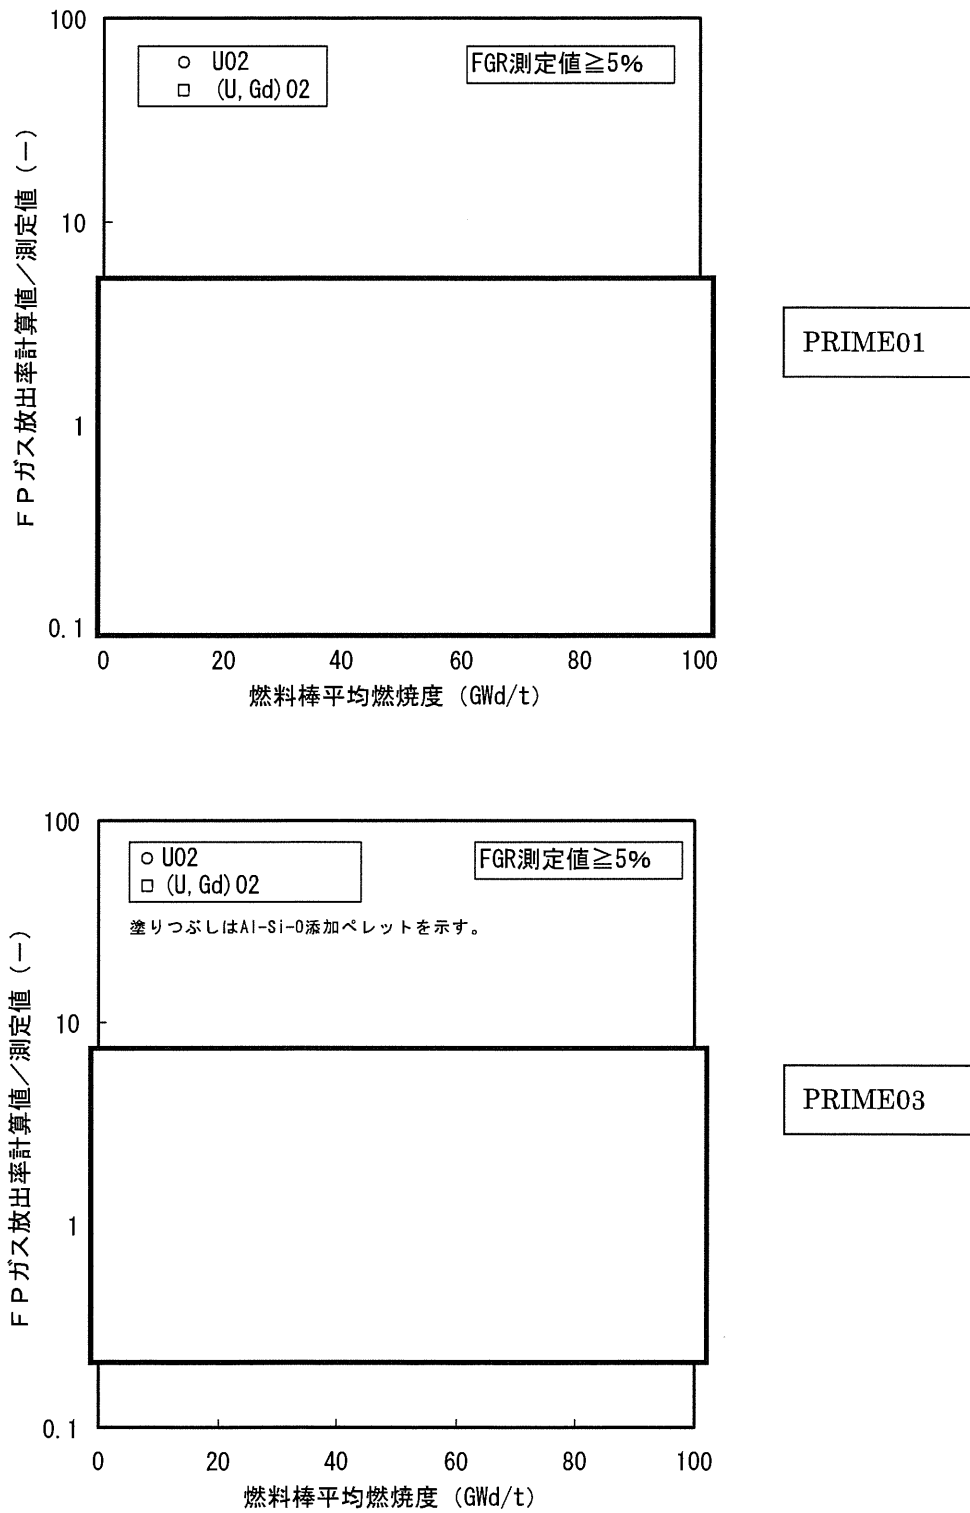 100
○ UO2
□ (U,Gd)O2
FGR測定値≧5%
10
1
0.1
FPガス放出率計算値/測定値 (-)
0 20 40 60 80 100
燃料棒平均燃焼度 (GWd/t)
PRIME01
100
○ UO2
□ (U,Gd)O2
FGR測定値≧5%
塗りつぶしはAl-Si-O添加ペレットを示す。
10
1
0.1
FPガス放出率計算値/測定値 (-)
0 20 40 60 80 100
燃料棒平均燃焼度 (GWd/t)
PRIME03